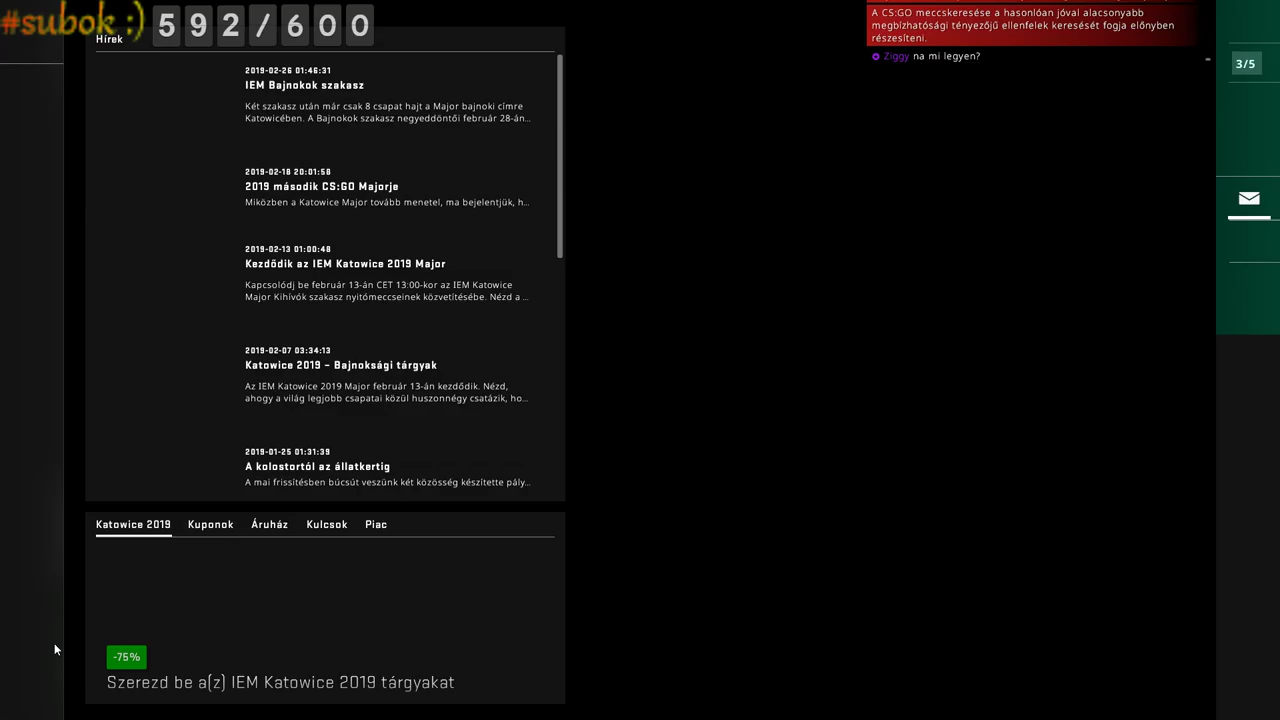 #subok :)
592/600
Hírek
2019-02-26 01:46:31
IEM Bajnokok szakasz
Két szakasz után már csak 8 csapat hajt a Major bajnoki címre
Katowicében. A Bajnokok szakasz negyeddöntői február 28-án…
2019-02-18 20:01:58
2019 második CS:GO Majorje
Miközben a Katowice Major tovább menetel, ma bejelentjük, h…
2019-02-13 01:00:48
Kezdődik az IEM Katowice 2019 Major
Kapcsolódj be február 13-án CET 13:00-kor az IEM Katowice
Major Kihívók szakasz nyitómeccseinek közvetítésébe. Nézd a …
2019-02-07 03:34:13
Katowice 2019 – Bajnoksági tárgyak
Az IEM Katowice 2019 Major február 13-án kezdődik. Nézd,
ahogy a világ legjobb csapatai közül huszonnégy csatázik, ho…
2019-01-25 01:31:39
A kolostortól az állatkertig
A mai frissítésben búcsút veszünk két közösség készítette pály…
Katowice 2019 Kuponok Áruház Kulcsok Piac
-75%
Szerezd be a(z) IEM Katowice 2019 tárgyakat
A CS:GO meccskeresése a hasonlóan jóval alacsonyabb
megbízhatósági tényezőjű ellenfelek keresését fogja előnyben
részesíteni.
Ziggy na mi legyen?
3/5